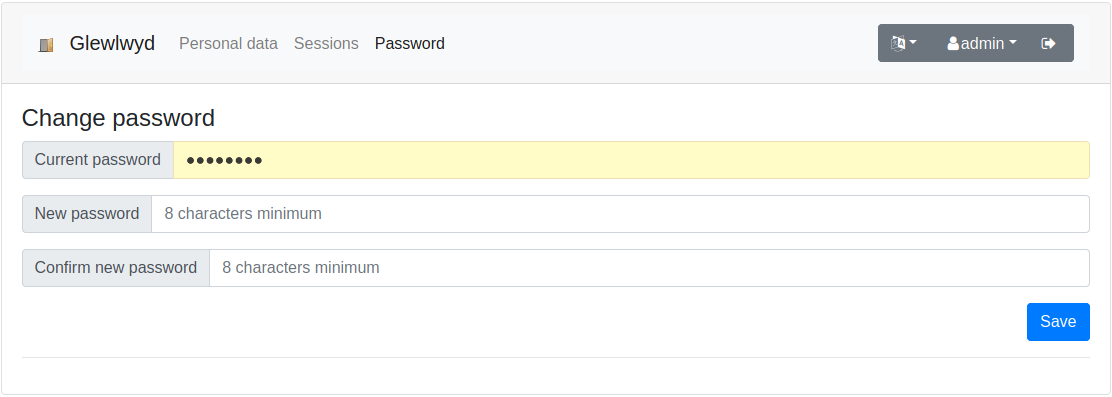 Glewlwyd Personal data Sessions Password admin
Change password
Current password ••••••••
New password 8 characters minimum
Confirm new password 8 characters minimum
Save